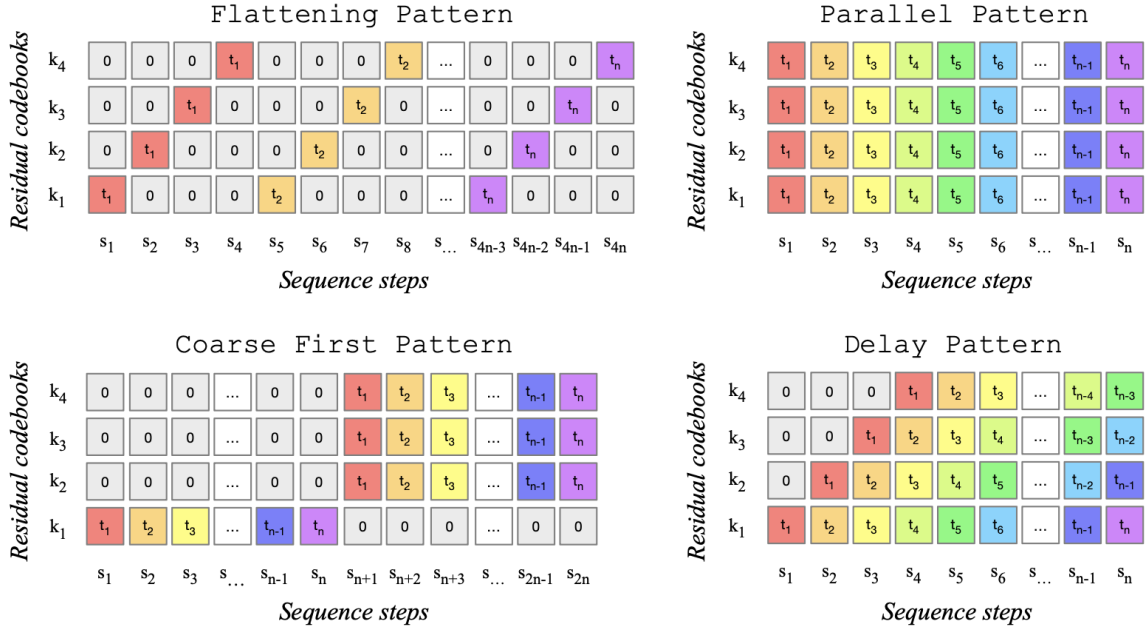 Flattening Pattern
Residual codebooks
k4 0 0 0 t1 0 0 0 t2 ... 0 0 0 tn
k3 0 0 t1 0 0 0 t2 0 ... 0 0 tn 0
k2 0 t1 0 0 0 t2 0 0 ... 0 tn 0 0
k1 t1 0 0 0 t2 0 0 0 ... tn 0 0 0
s1 s2 s3 s4 s5 s6 s7 s8 s... s4n-3 s4n-2 s4n-1 s4n
Sequence steps
Parallel Pattern
Residual codebooks
k4 t1 t2 t3 t4 t5 t6 ... tn-1 tn
k3 t1 t2 t3 t4 t5 t6 ... tn-1 tn
k2 t1 t2 t3 t4 t5 t6 ... tn-1 tn
k1 t1 t2 t3 t4 t5 t6 ... tn-1 tn
s1 s2 s3 s4 s5 s6 s... sn-1 sn
Sequence steps
Coarse First Pattern
Residual codebooks
k4 0 0 0 ... 0 0 t1 t2 t3 ... tn-1 tn
k3 0 0 0 ... 0 0 t1 t2 t3 ... tn-1 tn
k2 0 0 0 ... 0 0 t1 t2 t3 ... tn-1 tn
k1 t1 t2 t3 ... tn-1 tn 0 0 0 ... 0 0
s1 s2 s3 s... sn-1 sn sn+1 sn+2 sn+3 s... s2n-1 s2n
Sequence steps
Delay Pattern
Residual codebooks
k4 0 0 0 t1 t2 t3 ... tn-4 tn-3
k3 0 0 t1 t2 t3 t4 ... tn-3 tn-2
k2 0 t1 t2 t3 t4 t5 ... tn-2 tn-1
k1 t1 t2 t3 t4 t5 t6 ... tn-1 tn
s1 s2 s3 s4 s5 s6 s... sn-1 sn
Sequence steps